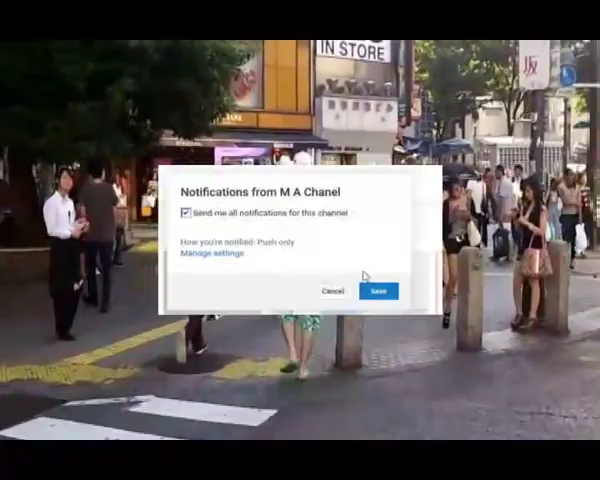 IN STORE
坂
Notifications from M A Chanel
Send me all notifications for this channel
How you're notified: Push only
Manage settings
Cancel
Save